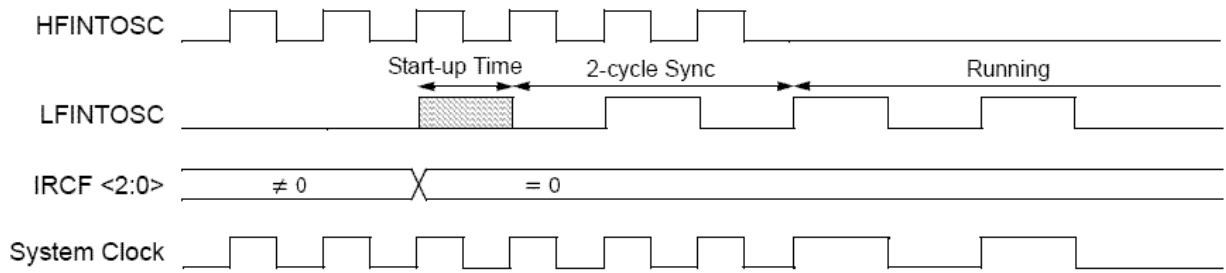 HFINTOSC
Start-up Time 2-cycle Sync Running
LFINTOSC
IRCF <2:0> ≠ 0 = 0
System Clock